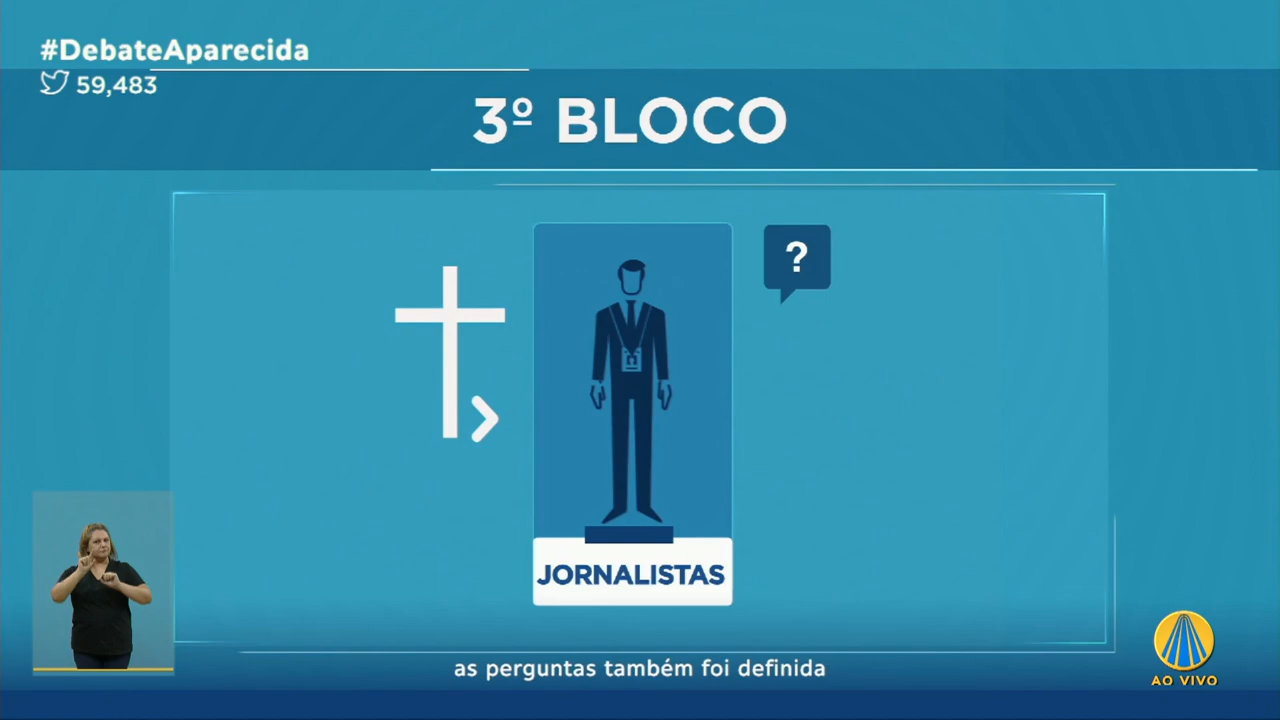 #DebateAparecida
59,483
3º BLOCO
?
JORNALISTAS
as perguntas também foi definida
AO VIVO